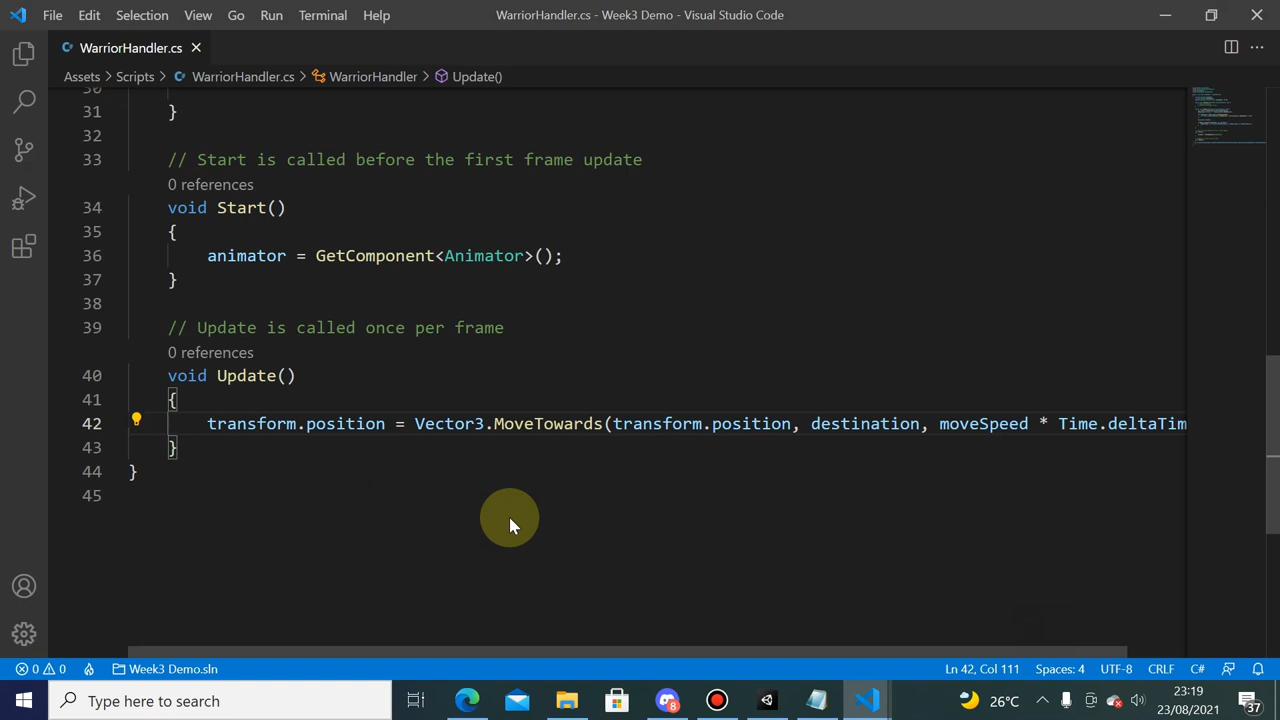 File Edit Selection View Go Run Terminal Help
WarriorHandler.cs - Week3 Demo - Visual Studio Code
WarriorHandler.cs
Assets > Scripts > WarriorHandler.cs > WarriorHandler > Update()
30
31 }
32
33 // Start is called before the first frame update
0 references
34 void Start()
35 {
36 animator = GetComponent<Animator>();
37 }
38
39 // Update is called once per frame
0 references
40 void Update()
41 {
42 transform.position = Vector3.MoveTowards(transform.position, destination, moveSpeed * Time.deltaTim
43 }
44 }
45
0 0 Week3 Demo.sln
Ln 42, Col 111 Spaces: 4 UTF-8 CRLF C#
Type here to search
8
26°C
23:19
23/08/2021
37